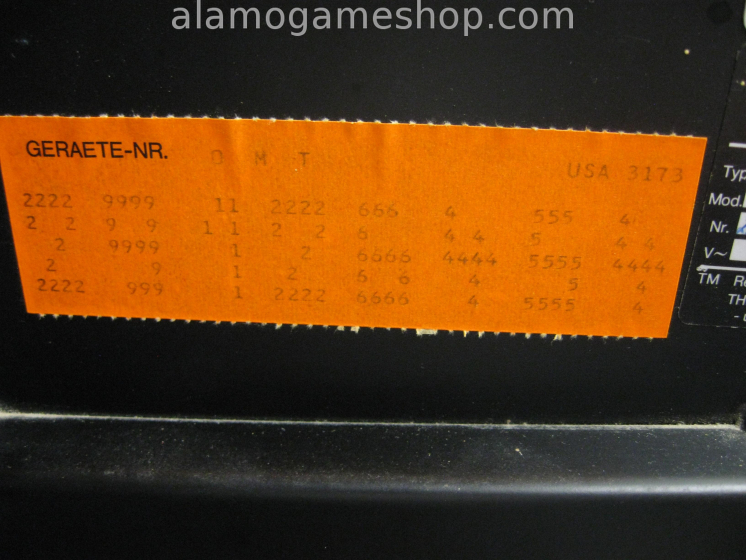 alamogameshop.com
GERAETE-NR. D M T
USA 3173
2222 9999 11 2222 666 4 555 4
2 2 9 9 1 1 2 2 6 4 4 5 4 4
2 9999 1 2 6666 4444 5555 4444
2 9 1 2 6 6 4 5 4
2222 999 1 2222 6666 4 5555 4
Typ
Mod.
Nr.
V~
TM R
TH